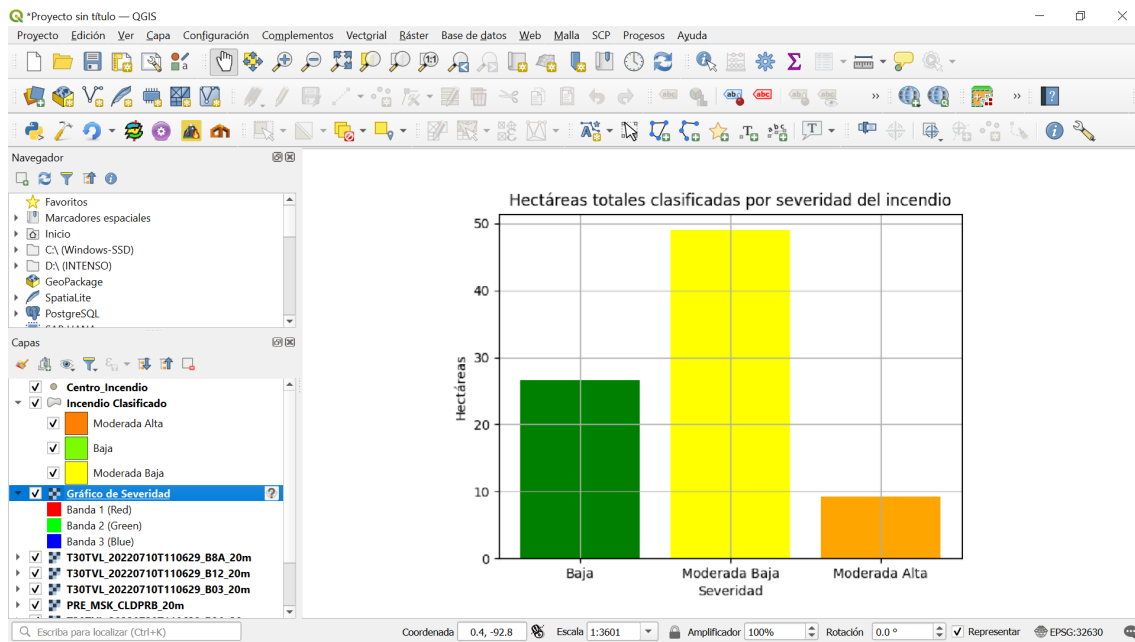 *Proyecto sin título — QGIS
Proyecto Edición Ver Capa Configuración Complementos Vectorial Ráster Base de datos Web Malla SCP Procesos Ayuda
Navegador
Favoritos
Marcadores espaciales
Inicio
C:\ (Windows-SSD)
D:\ (INTENSO)
GeoPackage
SpatiaLite
PostgreSQL
Capas
Centro_Incendio
Incendio Clasificado
Moderada Alta
Baja
Moderada Baja
Gráfico de Severidad
Banda 1 (Red)
Banda 2 (Green)
Banda 3 (Blue)
T30TVL_20220710T110629_B8A_20m
T30TVL_20220710T110629_B12_20m
T30TVL_20220710T110629_B03_20m
PRE_MSK_CLDPRB_20m
Hectáreas totales clasificadas por severidad del incendio
50
40
30
20
10
0
Hectáreas
Baja Moderada Baja Moderada Alta
Severidad
Escriba para localizar (Ctrl+K) Coordenada 0.4, -92.8 Escala 1:3601 Amplificador 100% Rotación 0.0 ° Representar EPSG:32630